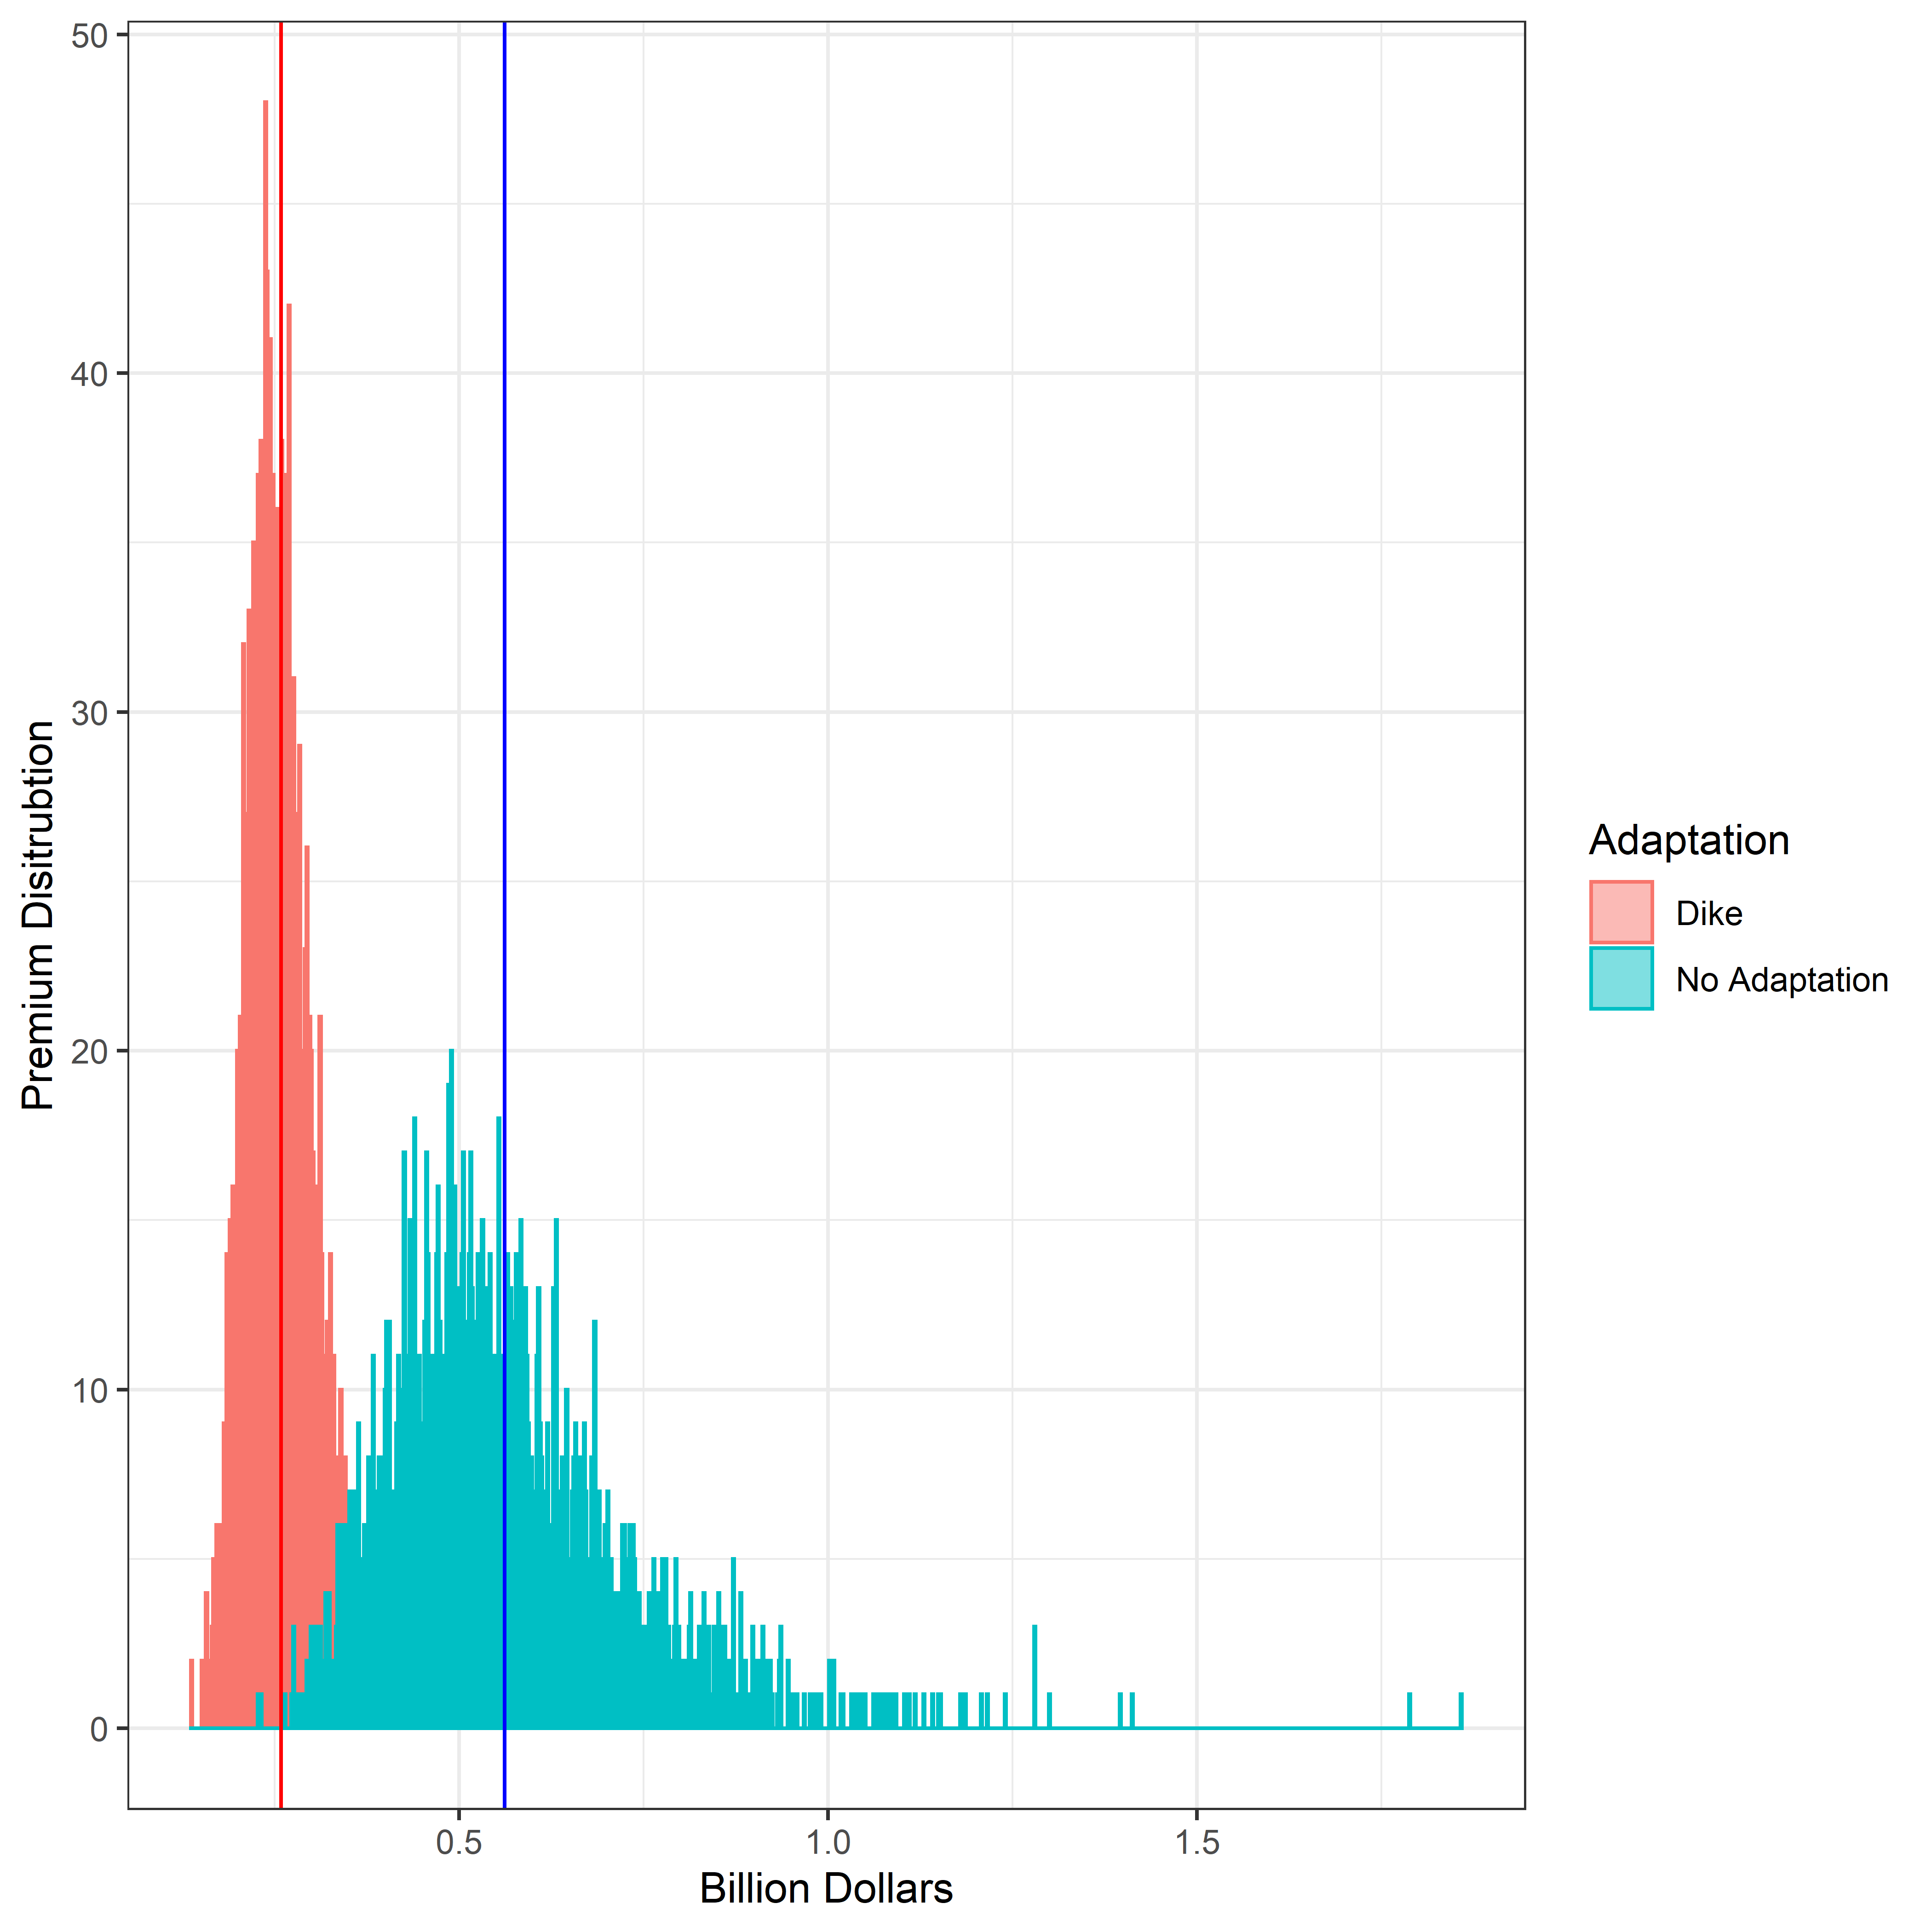 50
40
30
20
10
0
Premium Disitrubtion
0.5
1.0
1.5
Billion Dollars
Adaptation
Dike
No Adaptation